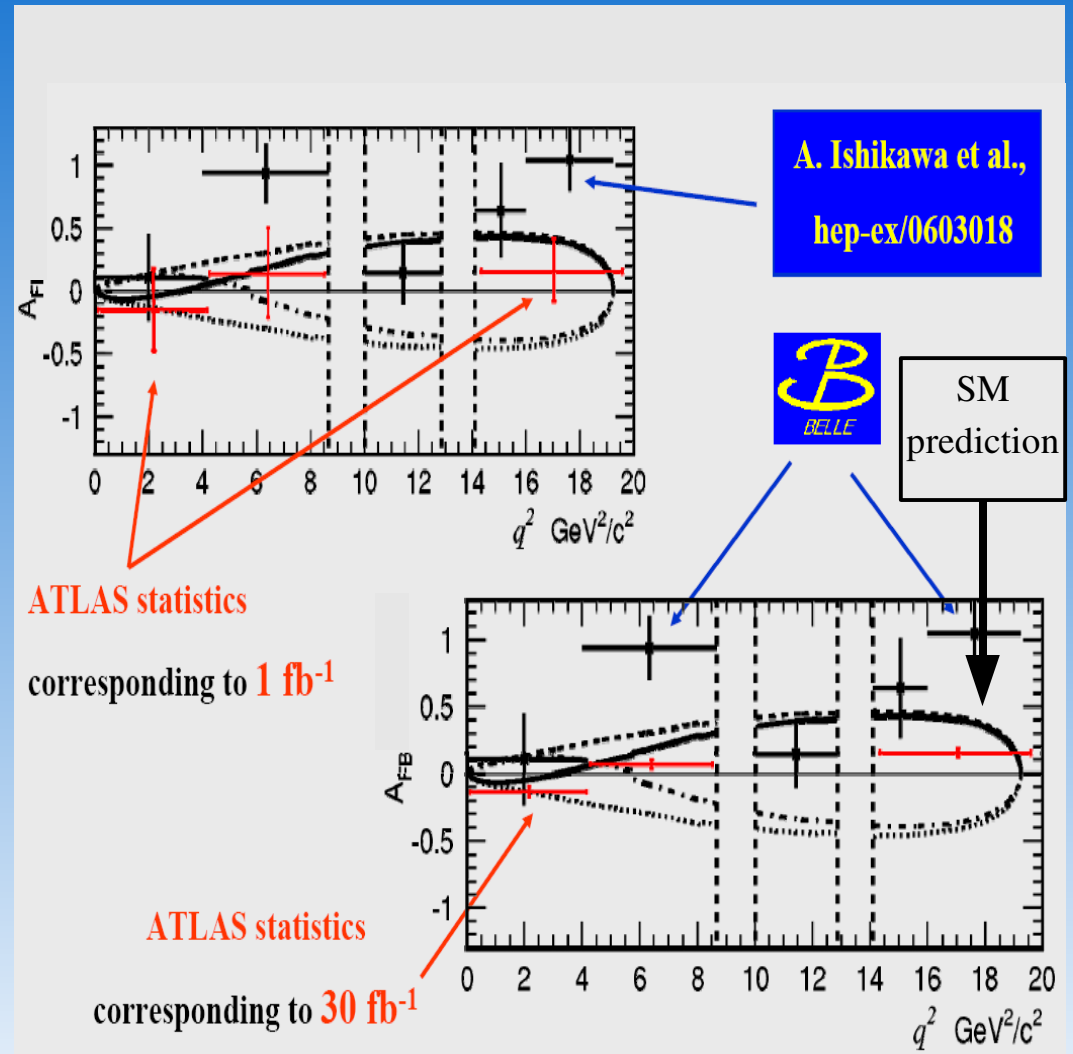 A. Ishikawa et al.,
hep-ex/0603018
1
0.5
0
-0.5
-1
A_FI
0 2 4 6 8 10 12 14 16 18 20
q² GeV²/c²
BELLE
SM
prediction
ATLAS statistics
corresponding to 1 fb⁻¹
1
0.5
0
-0.5
-1
A_FB
0 2 4 6 8 10 12 14 16 18 20
q² GeV²/c²
ATLAS statistics
corresponding to 30 fb⁻¹